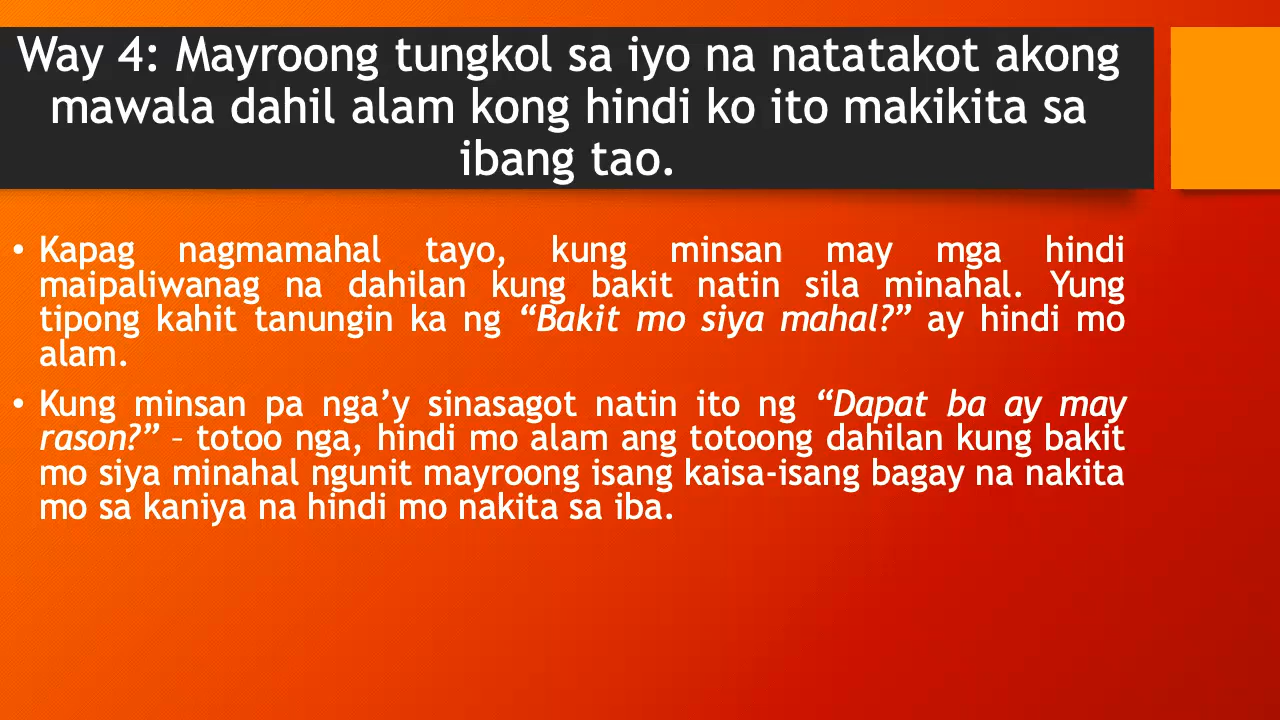 Way 4: Mayroong tungkol sa iyo na natatakot akong
mawala dahil alam kong hindi ko ito makikita sa
ibang tao.
• Kapag nagmamahal tayo, kung minsan may mga hindi
maipaliwanag na dahilan kung bakit natin sila minahal. Yung
tipong kahit tanungin ka ng “Bakit mo siya mahal?” ay hindi mo
alam.
• Kung minsan pa nga’y sinasagot natin ito ng “Dapat ba ay may
rason?” – totoo nga, hindi mo alam ang totoong dahilan kung bakit
mo siya minahal ngunit mayroong isang kaisa-isang bagay na nakita
mo sa kaniya na hindi mo nakita sa iba.